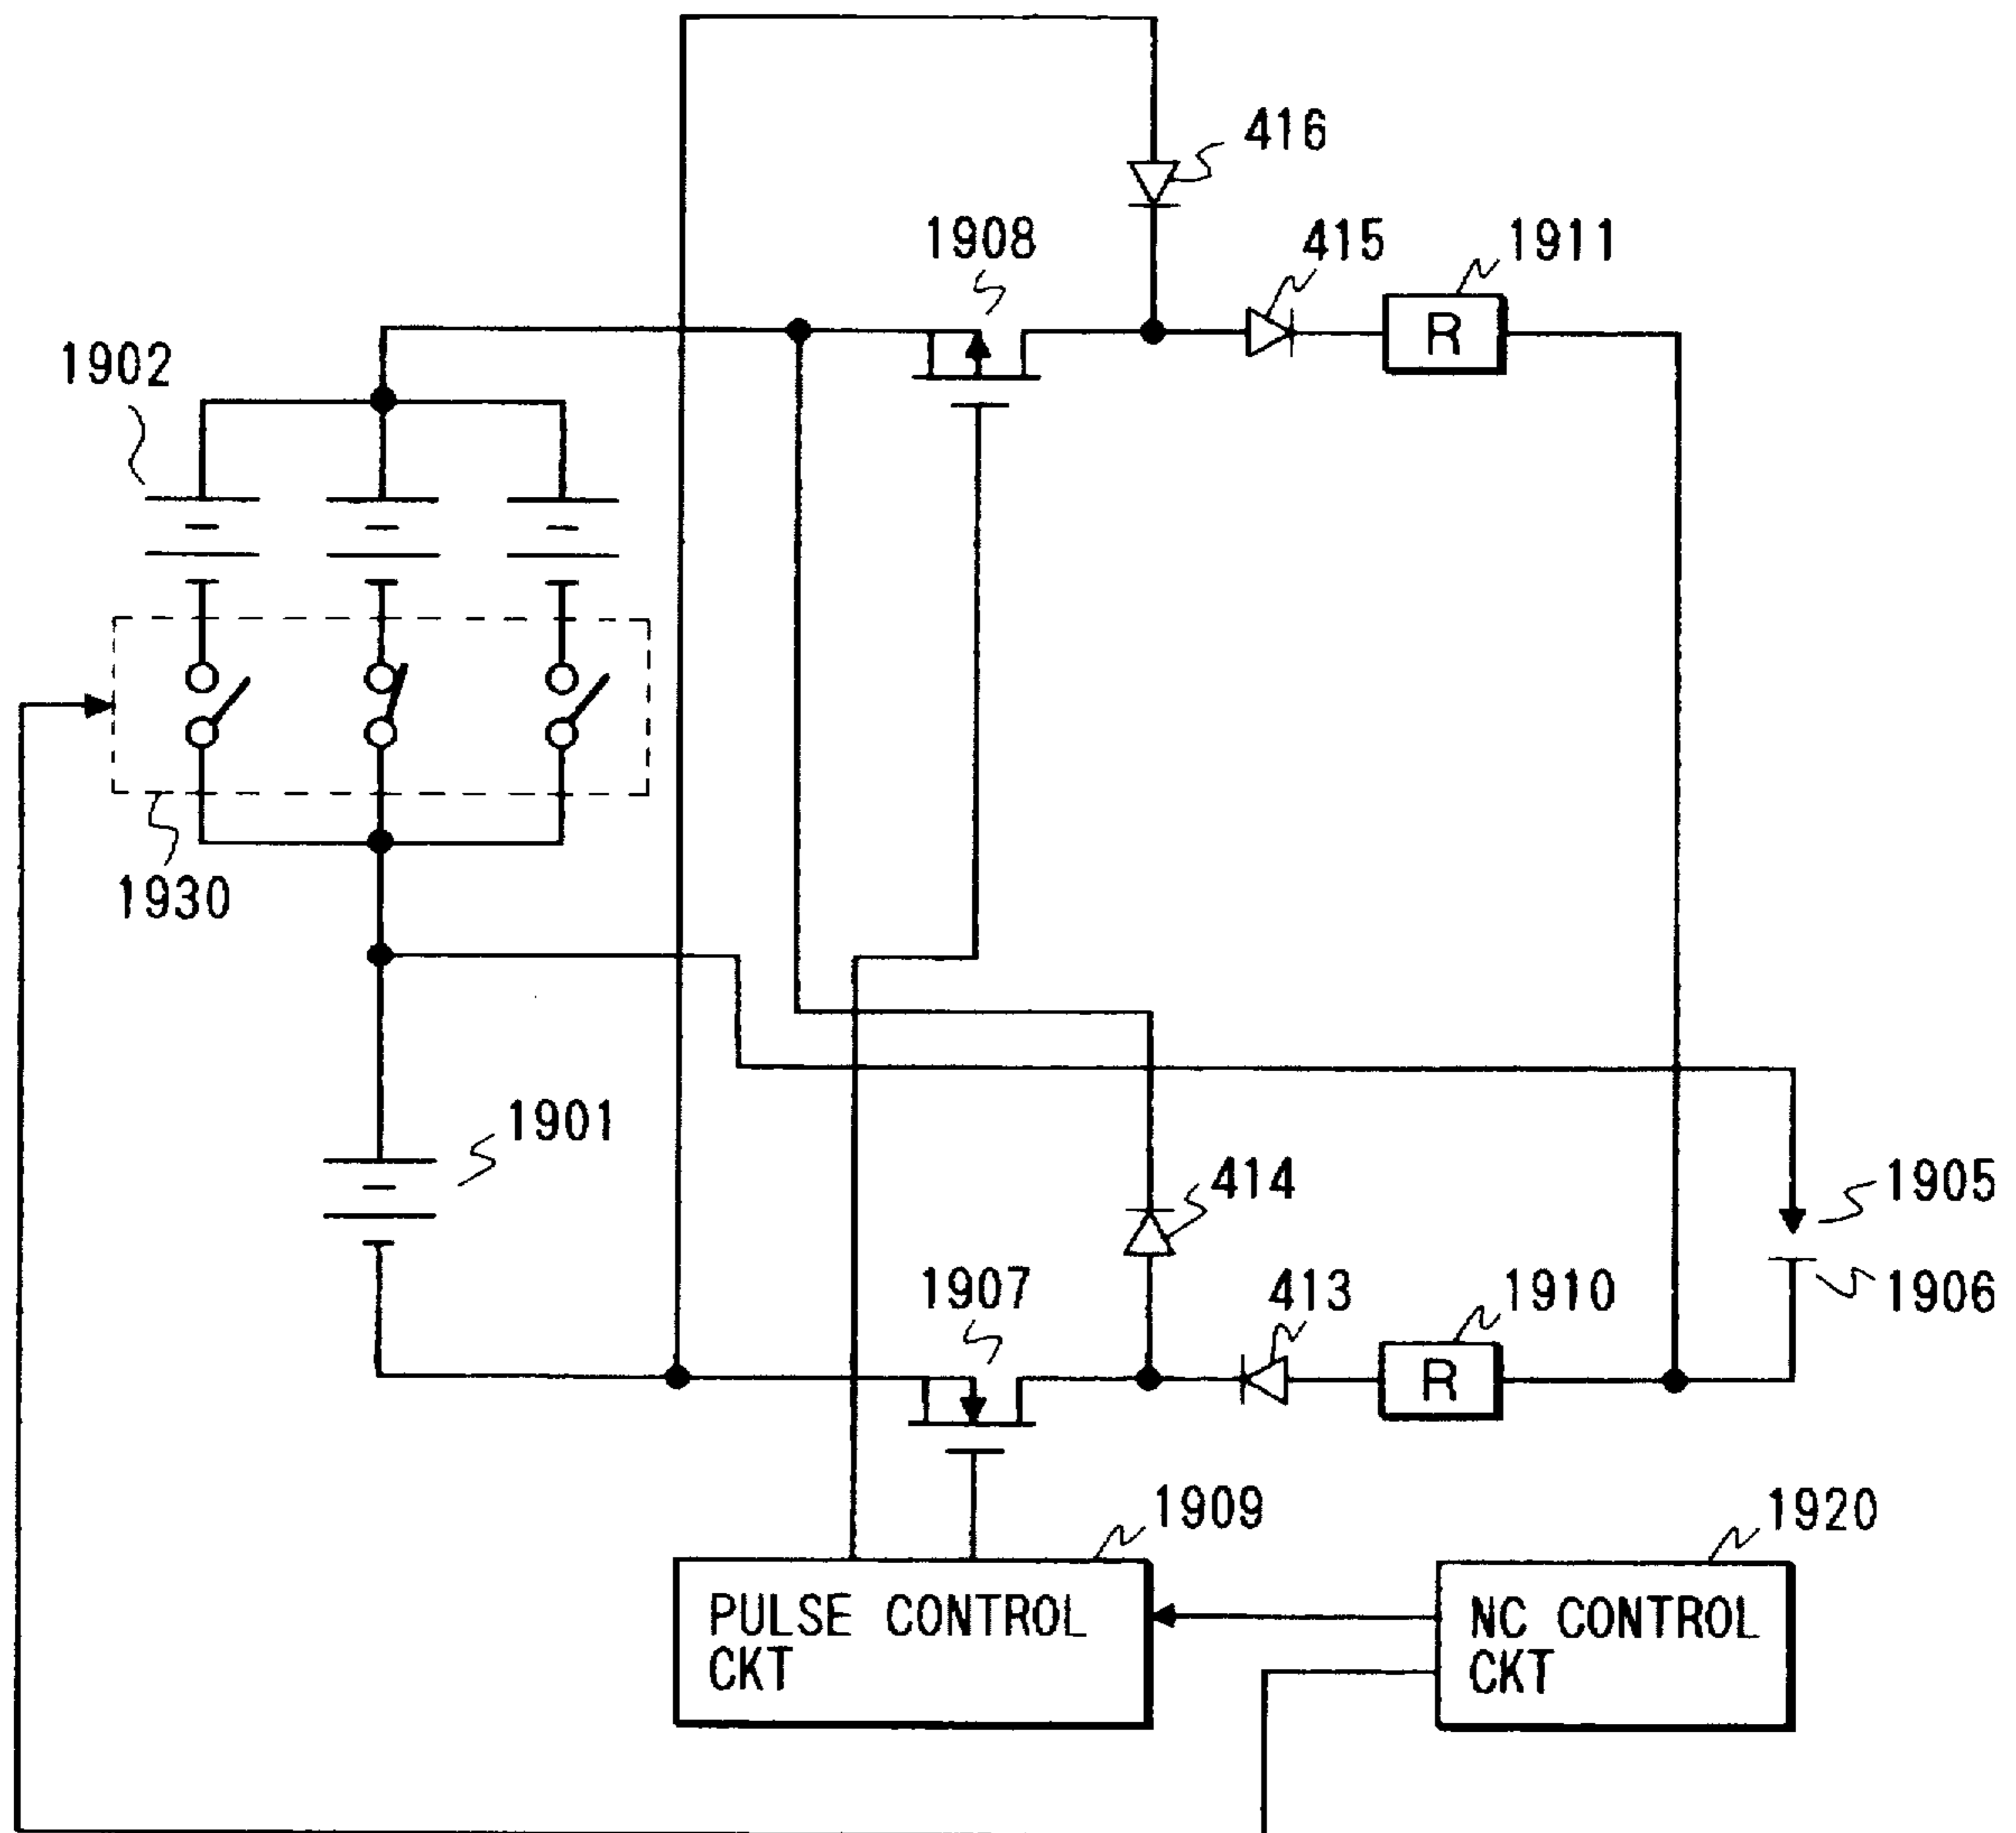 416
1908
415
1911
R
1902
1930
1901
414
1905
1907
413
1910
1906
R
1909
1920
PULSE CONTROL
CKT
NC CONTROL
CKT